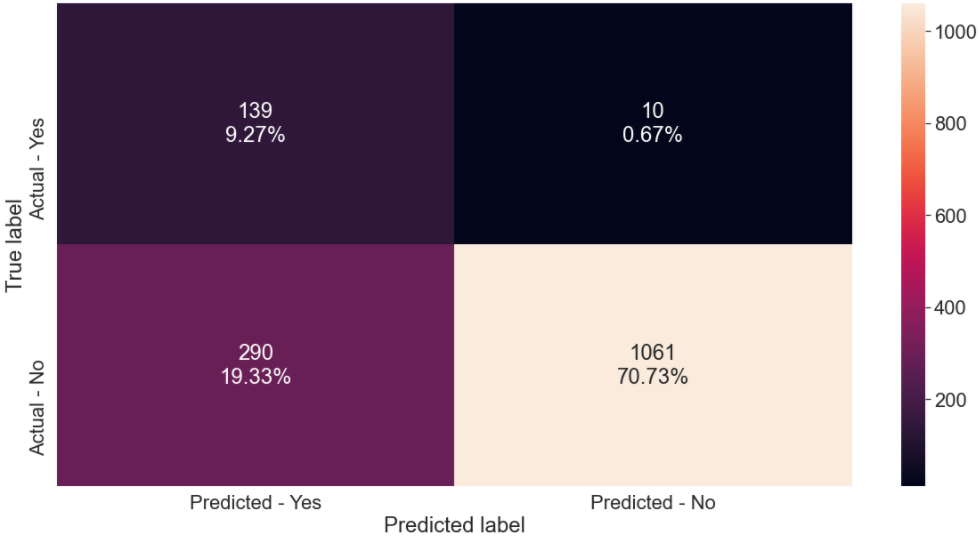 139
9.27%
10
0.67%
290
19.33%
1061
70.73%
Actual - Yes
Actual - No
True label
Predicted - Yes
Predicted - No
Predicted label
1000
800
600
400
200